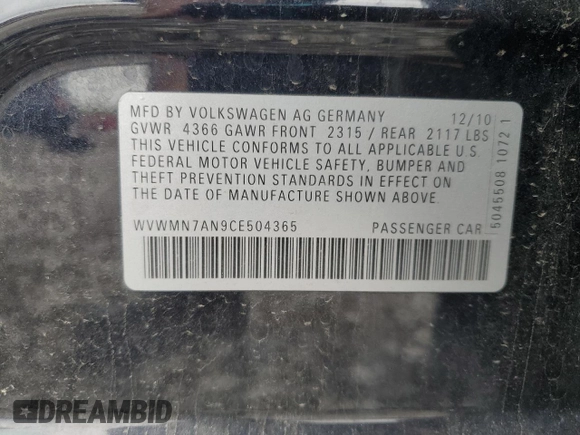 MFD BY VOLKSWAGEN AG GERMANY 12/10
GVWR 4366 GAWR FRONT 2315 / REAR 2117 LBS
THIS VEHICLE CONFORMS TO ALL APPLICABLE U.S.
FEDERAL MOTOR VEHICLE SAFETY, BUMPER AND
THEFT PREVENTION STANDARDS IN EFFECT ON
THE DATE OF MANUFACTURE SHOWN ABOVE.
WVWMN7AN9CE504365 PASSENGER CAR
5045508 1072 1
DREAMBID